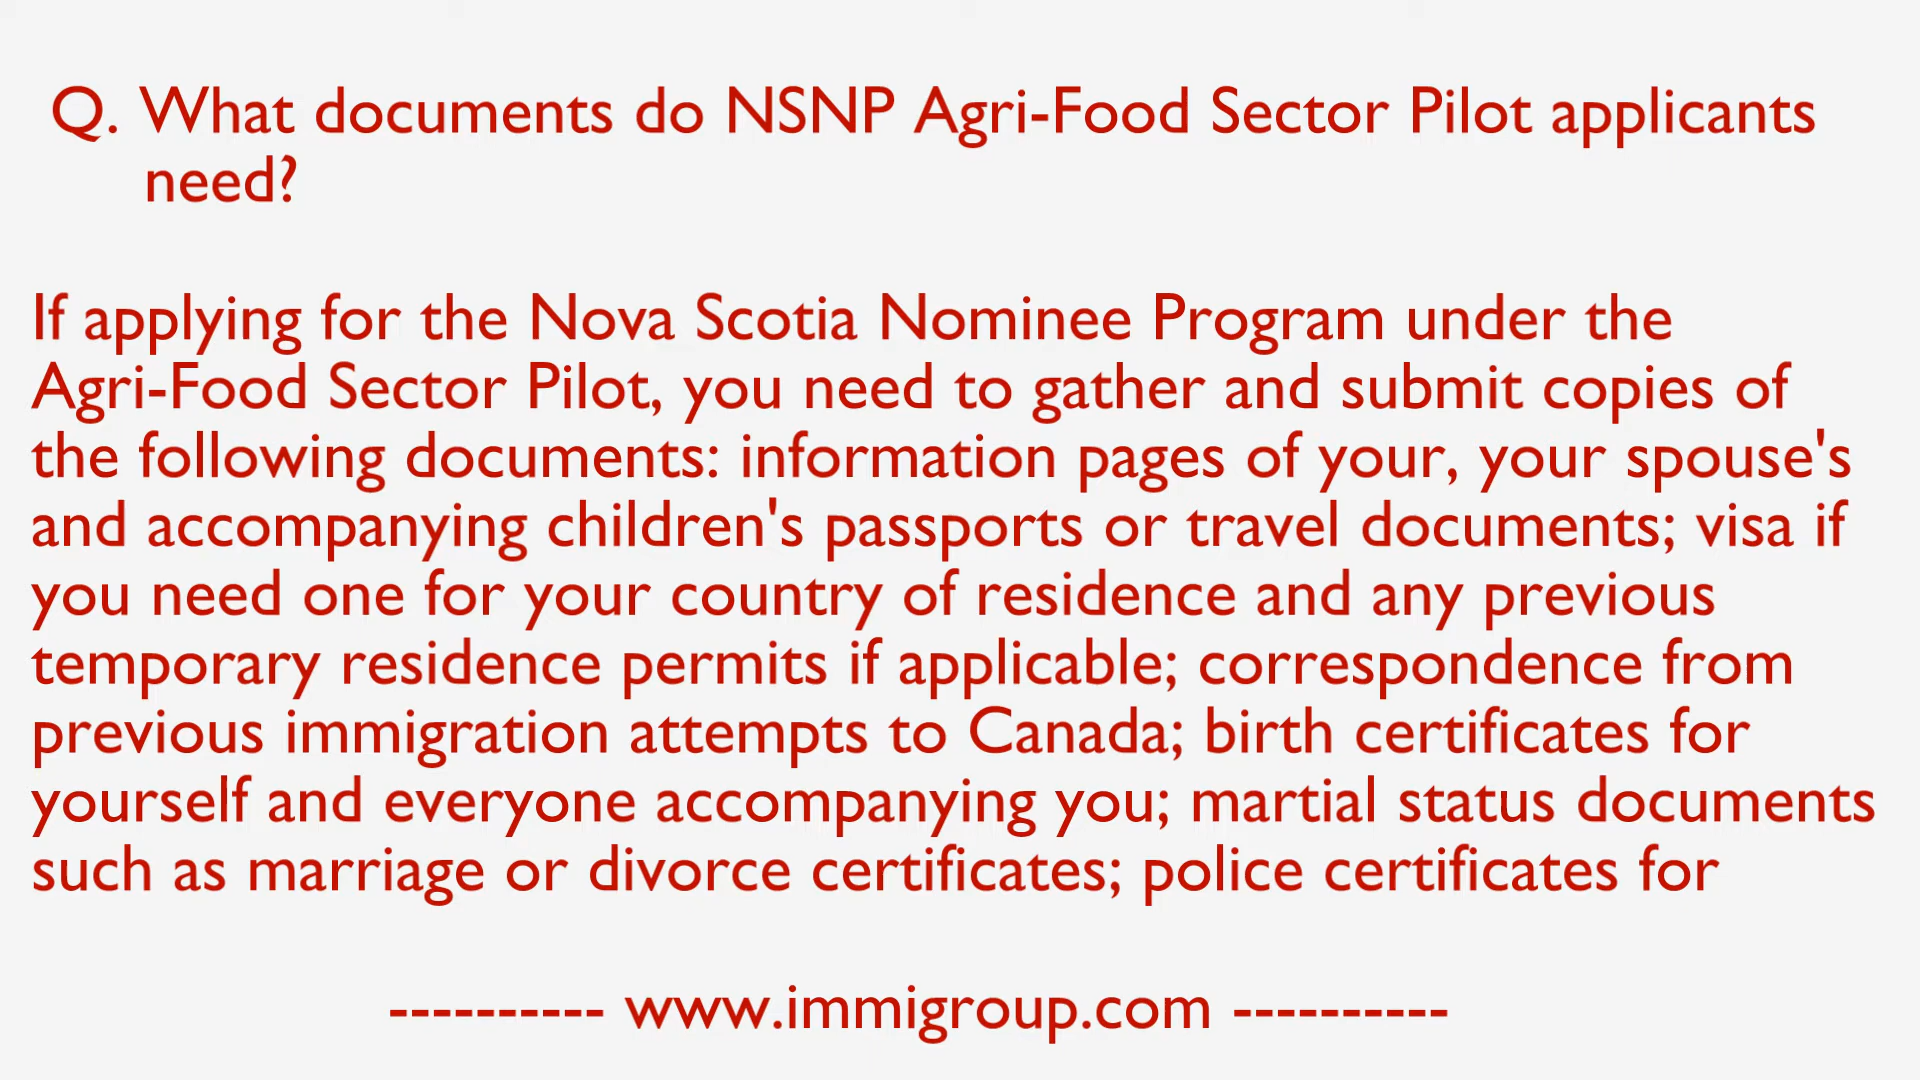 Q. What documents do NSNP Agri-Food Sector Pilot applicants
need?
If applying for the Nova Scotia Nominee Program under the
Agri-Food Sector Pilot, you need to gather and submit copies of
the following documents: information pages of your, your spouse's
and accompanying children's passports or travel documents; visa if
you need one for your country of residence and any previous
temporary residence permits if applicable; correspondence from
previous immigration attempts to Canada; birth certificates for
yourself and everyone accompanying you; martial status documents
such as marriage or divorce certificates; police certificates for
---------- www.immigroup.com ----------